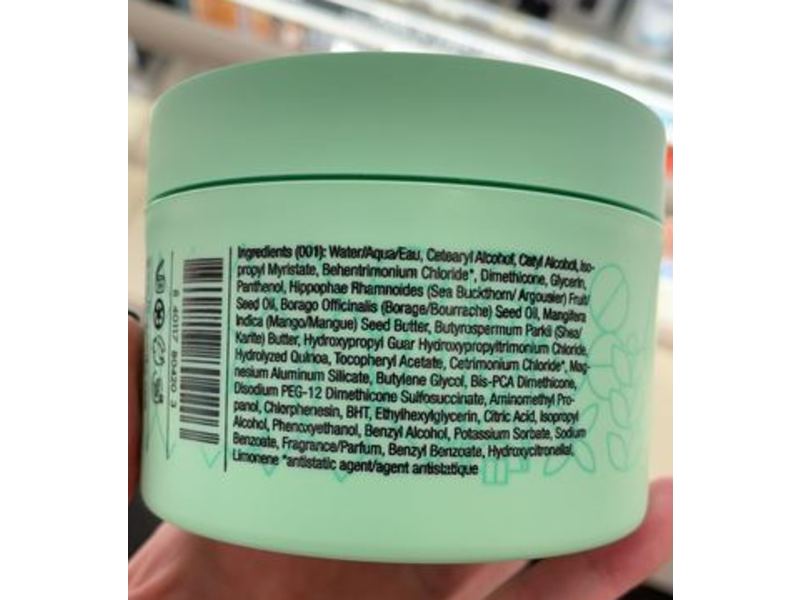 Ingredients (001): Water/Aqua/Eau, Cetearyl Alcohol, Cetyl Alcohol, Iso-
propyl Myristate, Behentrimonium Chloride*, Dimethicone, Glycerin,
Panthenol, Hippophae Rhamnoides (Sea Buckthorn/ Argousier) Fruit/
Seed Oil, Borago Officinalis (Borage/Bourrache) Seed Oil, Mangifera
Indica (Mango/Mangue) Seed Butter, Butyrospermum Parkii (Shea/
Karite) Butter, Hydroxypropyl Guar Hydroxypropyltrimonium Chloride,
Hydrolyzed Quinoa, Tocopheryl Acetate, Cetrimonium Chloride*, Mag-
nesium Aluminum Silicate, Butylene Glycol, Bis-PCA Dimethicone,
Disodium PEG-12 Dimethicone Sulfosuccinate, Aminomethyl Pro-
panol, Chlorphenesin, BHT, Ethylhexylglycerin, Citric Acid, Isopropyl
Alcohol, Phenoxyethanol, Benzyl Alcohol, Potassium Sorbate, Sodium
Benzoate, Fragrance/Parfum, Benzyl Benzoate, Hydroxycitronellal,
Limonene *antistatic agent/agent antistatique
8 40117 80420 3